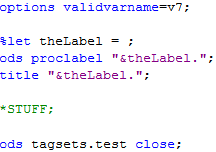 options validvarname=v7;
%let theLabel = ;
ods proclabel "&theLabel.";
title "&theLabel.";
*STUFF;
ods tagsets.test close;